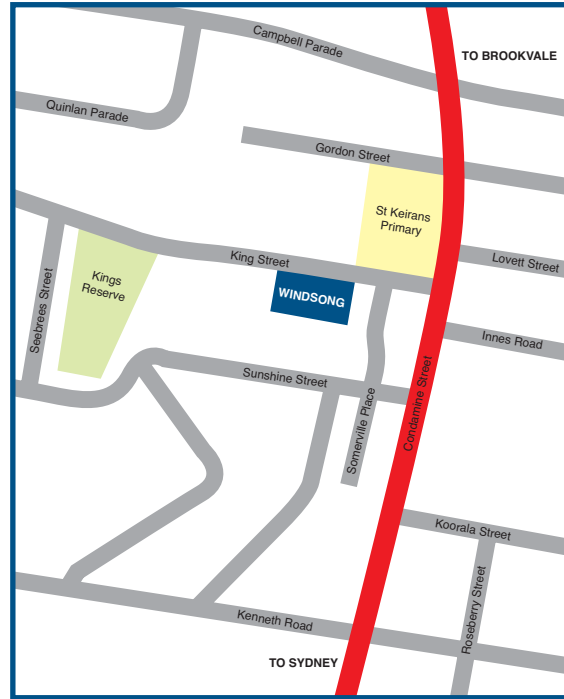 Campbell Parade
TO BROOKVALE
Quinlan Parade
Gordon Street
St Keirans
Primary
King Street
Lovett Street
Kings
Reserve
WINDSONG
Seebrees Street
Innes Road
Sunshine Street
Condamine Street
Somerville Place
Koorala Street
Roseberry Street
Kenneth Road
TO SYDNEY